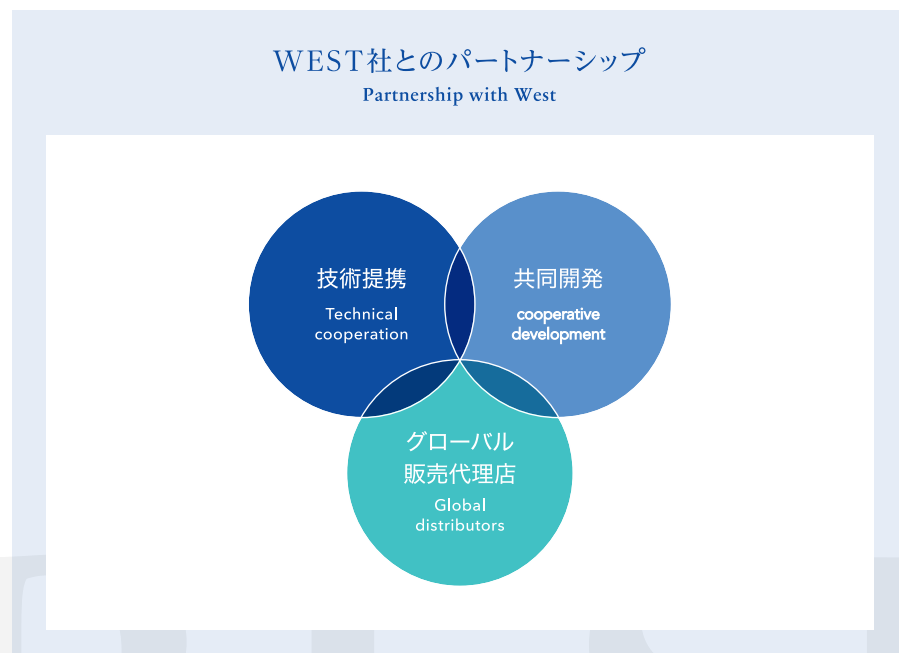 WEST社とのパートナーシップ
Partnership with West
技術提携
Technical
cooperation
共同開発
cooperative
development
グローバル
販売代理店
Global
distributors